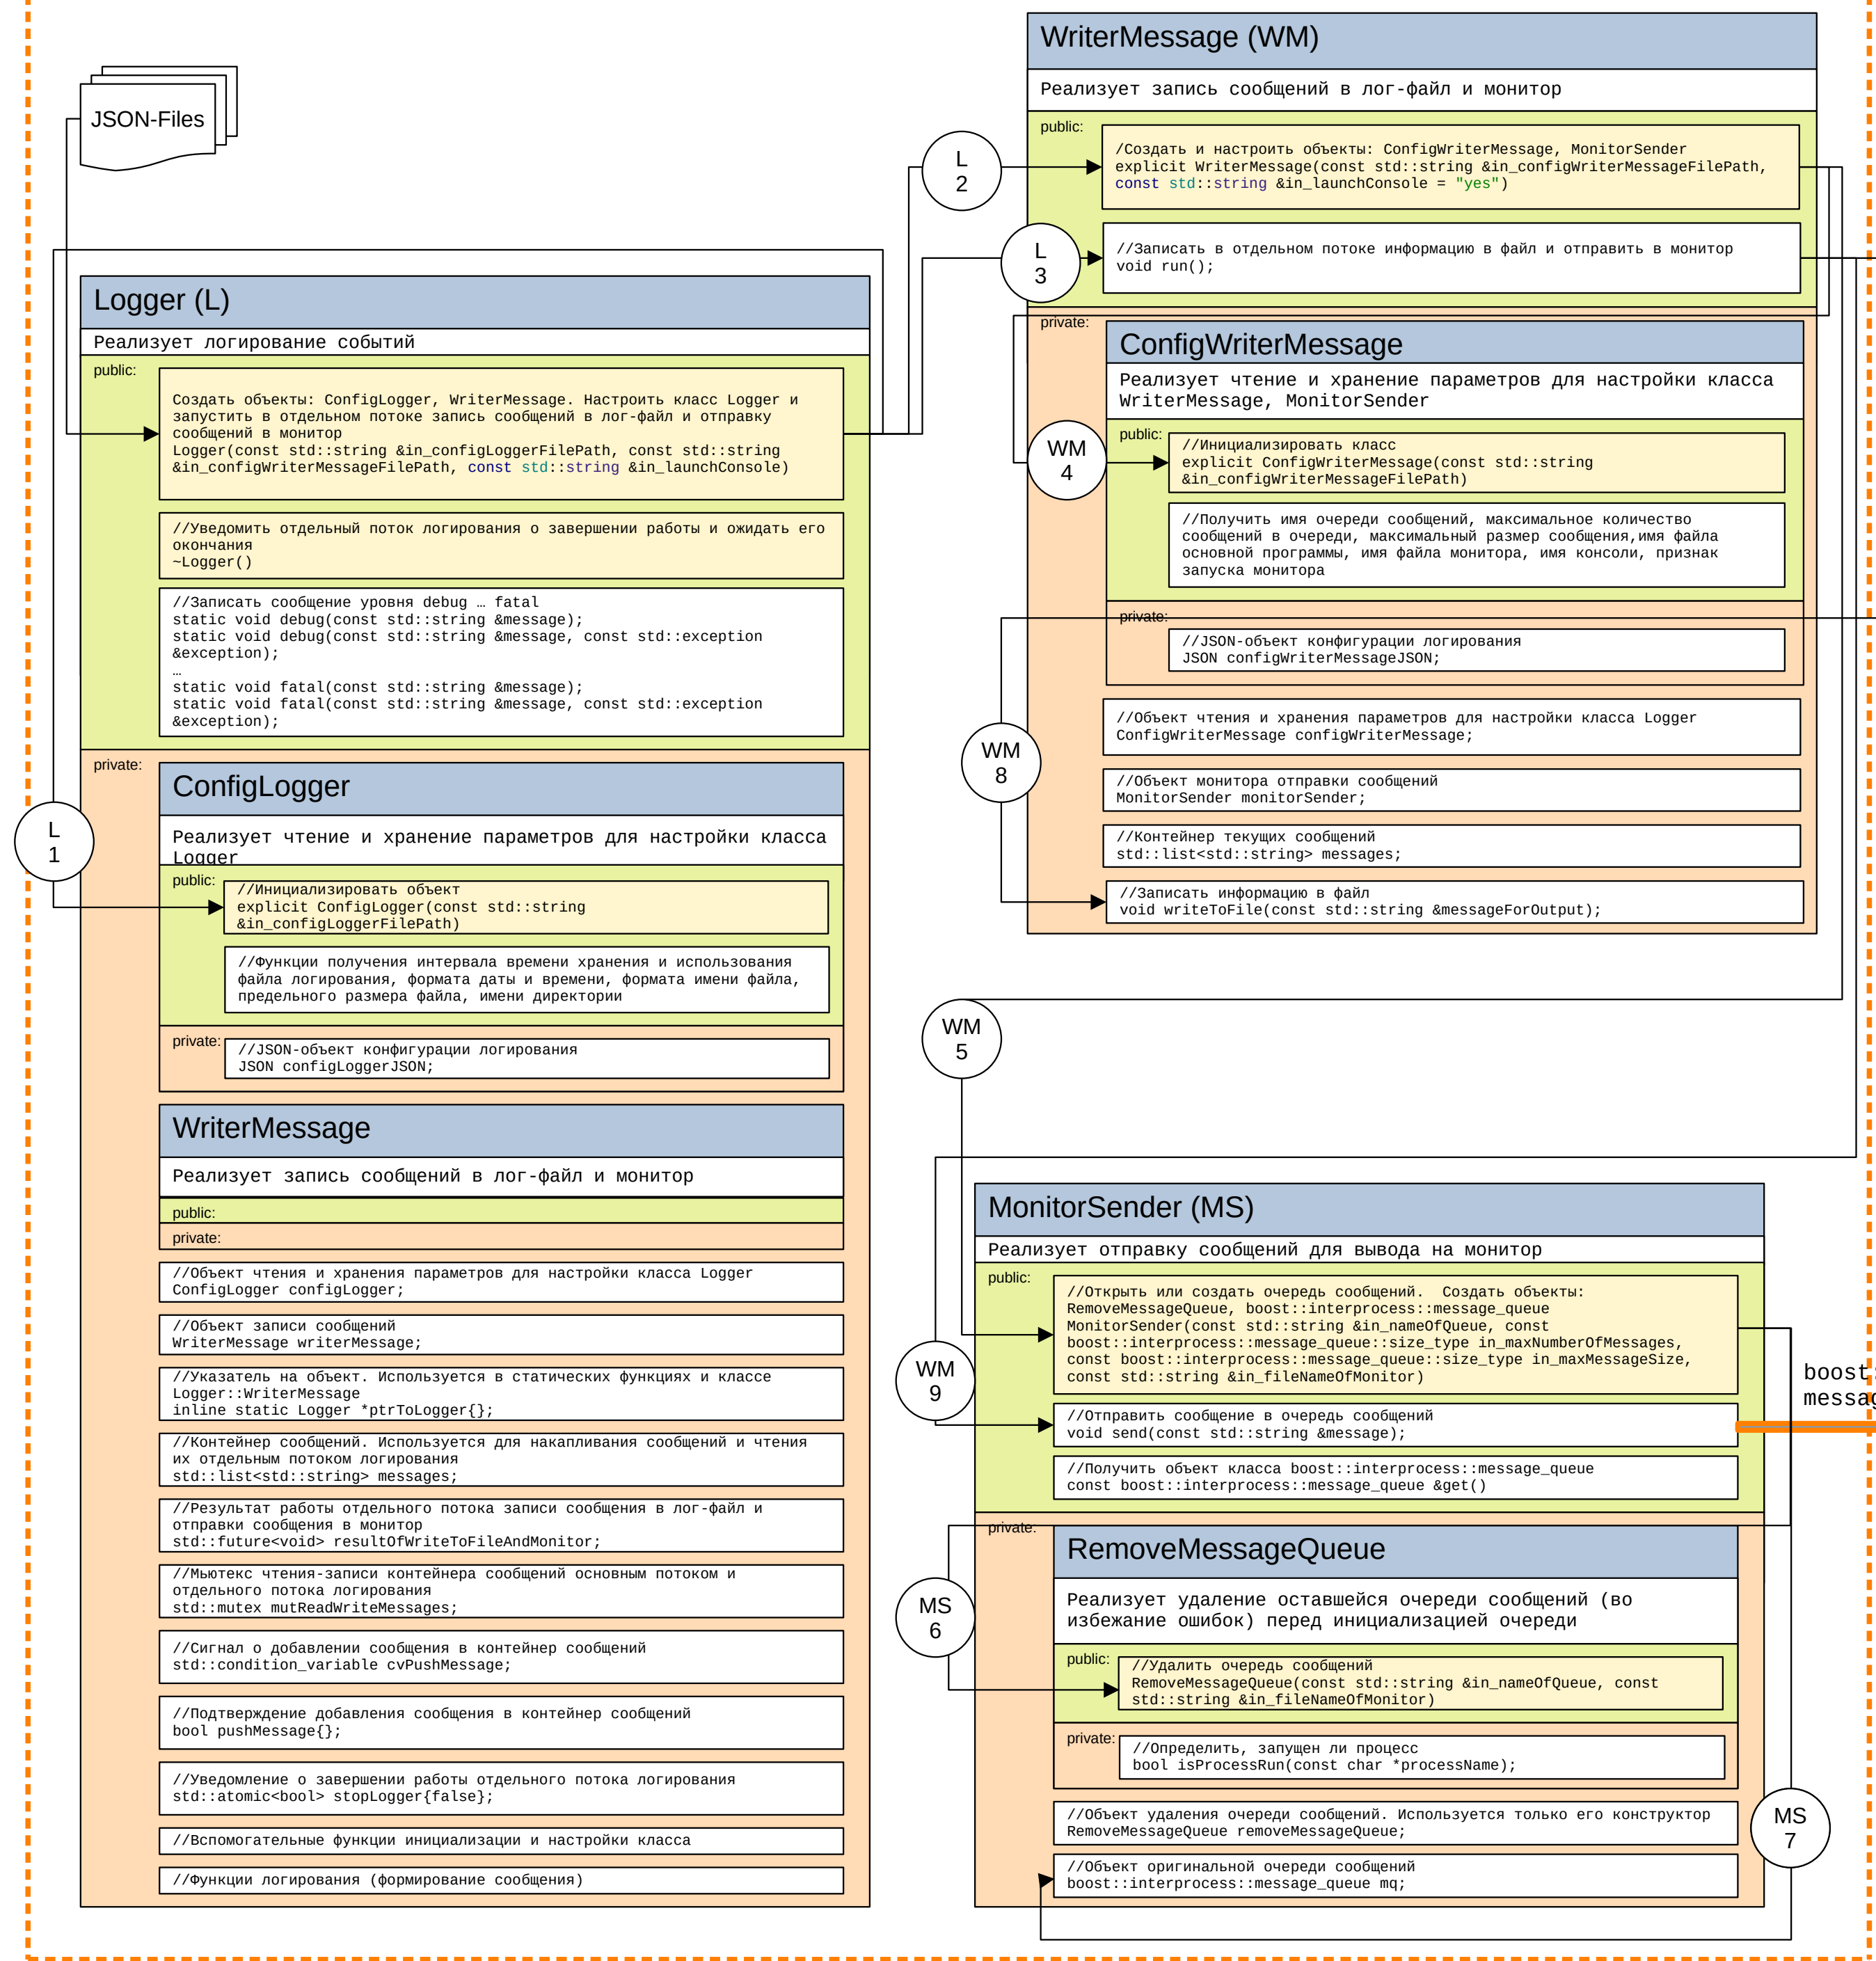 JSON-Files
L
1
Logger (L)
Реализует логирование событий
public:
Создать объекты: ConfigLogger, WriterMessage. Настроить класс Logger и
запустить в отдельном потоке запись сообщений в лог-файл и отправку
сообщений в монитор
Logger(const std::string &in_configLoggerFilePath, const std::string
&in_configWriterMessageFilePath, const std::string &in_launchConsole)
//Уведомить отдельный поток логирования о завершении работы и ожидать его
окончания
~Logger()
//Записать сообщение уровня debug … fatal
static void debug(const std::string &message);
static void debug(const std::string &message, const std::exception
&exception);
…
static void fatal(const std::string &message);
static void fatal(const std::string &message, const std::exception
&exception);
private:
ConfigLogger
Реализует чтение и хранение параметров для настройки класса
Logger
public:
//Инициализировать объект
explicit ConfigLogger(const std::string
&in_configLoggerFilePath)
//Функции получения интервала времени хранения и использования
файла логирования, формата даты и времени, формата имени файла,
предельного размера файла, имени директории
private:
//JSON-объект конфигурации логирования
JSON configLoggerJSON;
WriterMessage
Реализует запись сообщений в лог-файл и монитор
public:
private:
//Объект чтения и хранения параметров для настройки класса Logger
ConfigLogger configLogger;
//Объект записи сообщений
WriterMessage writerMessage;
//Указатель на объект. Используется в статических функциях и классе
Logger::WriterMessage
inline static Logger *ptrToLogger{};
//Контейнер сообщений. Используется для накапливания сообщений и чтения
их отдельным потоком логирования
std::list<std::string> messages;
//Результат работы отдельного потока записи сообщения в лог-файл и
отправки сообщения в монитор
std::future<void> resultOfWriteToFileAndMonitor;
//Мьютекс чтения-записи контейнера сообщений основным потоком и
отдельного потока логирования
std::mutex mutReadWriteMessages;
//Сигнал о добавлении сообщения в контейнер сообщений
std::condition_variable cvPushMessage;
//Подтверждение добавления сообщения в контейнер сообщений
bool pushMessage{};
//Уведомление о завершении работы отдельного потока логирования
std::atomic<bool> stopLogger{false};
//Вспомогательные функции инициализации и настройки класса
//Функции логирования (формирование сообщения)
L
2
L
3
WriterMessage (WM)
Реализует запись сообщений в лог-файл и монитор
public:
/Создать и настроить объекты: ConfigWriterMessage, MonitorSender
explicit WriterMessage(const std::string &in_configWriterMessageFilePath,
const std::string &in_launchConsole = "yes")
//Записать в отдельном потоке информацию в файл и отправить в монитор
void run();
private:
ConfigWriterMessage
Реализует чтение и хранение параметров для настройки класса
WriterMessage, MonitorSender
WM
4
public:
//Инициализировать класс
explicit ConfigWriterMessage(const std::string
&in_configWriterMessageFilePath)
//Получить имя очереди сообщений, максимальное количество
сообщений в очереди, максимальный размер сообщения,имя файла
основной программы, имя файла монитора, имя консоли, признак
запуска монитора
private:
//JSON-объект конфигурации логирования
JSON configWriterMessageJSON;
WM
8
//Объект чтения и хранения параметров для настройки класса Logger
ConfigWriterMessage configWriterMessage;
//Объект монитора отправки сообщений
MonitorSender monitorSender;
//Контейнер текущих сообщений
std::list<std::string> messages;
//Записать информацию в файл
void writeToFile(const std::string &messageForOutput);
WM
5
MonitorSender (MS)
Реализует отправку сообщений для вывода на монитор
public:
//Открыть или создать очередь сообщений.  Создать объекты:
RemoveMessageQueue, boost::interprocess::message_queue
MonitorSender(const std::string &in_nameOfQueue, const
boost::interprocess::message_queue::size_type in_maxNumberOfMessages,
const boost::interprocess::message_queue::size_type in_maxMessageSize,
const std::string &in_fileNameOfMonitor)
WM
9
//Отправить сообщение в очередь сообщений
void send(const std::string &message);
//Получить объект класса boost::interprocess::message_queue
const boost::interprocess::message_queue &get()
boost
messag
private:
RemoveMessageQueue
Реализует удаление оставшейся очереди сообщений (во
избежание ошибок) перед инициализацией очереди
MS
6
public:
//Удалить очередь сообщений
RemoveMessageQueue(const std::string &in_nameOfQueue, const
std::string &in_fileNameOfMonitor)
private:
//Определить, запущен ли процесс
bool isProcessRun(const char *processName);
//Объект удаления очереди сообщений. Используется только его конструктор
RemoveMessageQueue removeMessageQueue;
MS
7
//Объект оригинальной очереди сообщений
boost::interprocess::message_queue mq;